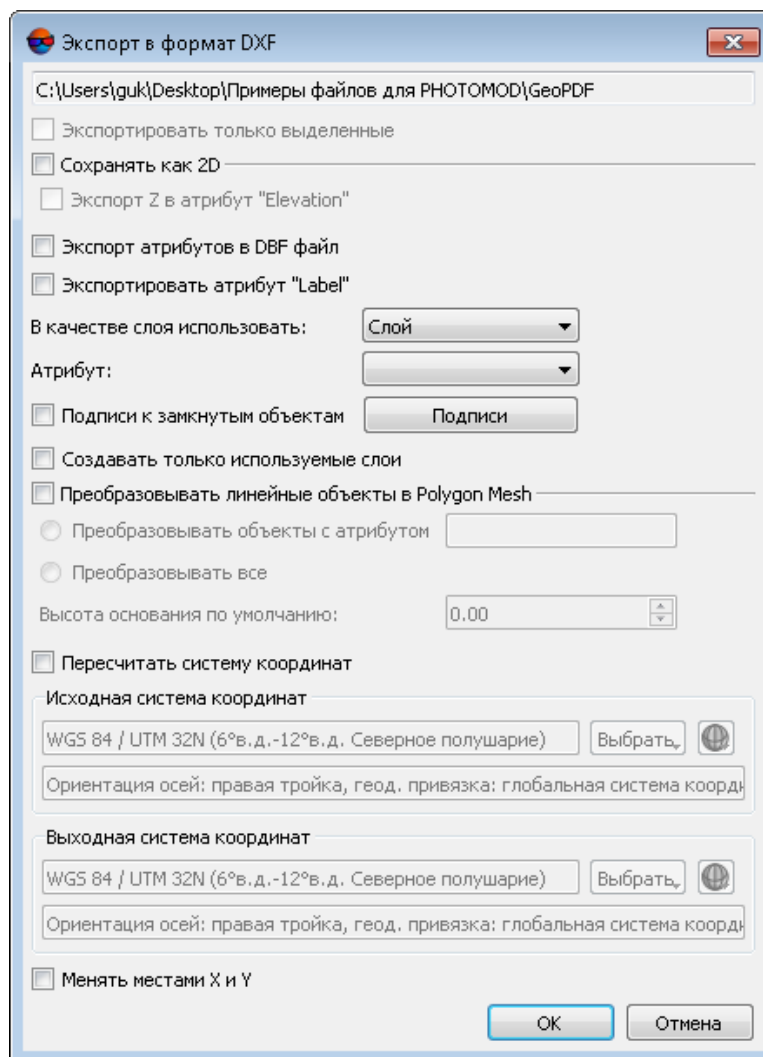 Экспорт в формат DXF
C:\Users\guk\Desktop\Примеры файлов для PHOTOMOD\GeoPDF
Экспортировать только выделенные
Сохранять как 2D
Экспорт Z в атрибут "Elevation"
Экспорт атрибутов в DBF файл
Экспортировать атрибут "Label"
В качестве слоя использовать: Слой
Атрибут:
Подписи к замкнутым объектам Подписи
Создавать только используемые слои
Преобразовывать линейные объекты в Polygon Mesh
Преобразовывать объекты с атрибутом
Преобразовывать все
Высота основания по умолчанию: 0.00
Пересчитать систему координат
Исходная система координат
WGS 84 / UTM 32N (6°в.д.-12°в.д. Северное полушарие) Выбрать
Ориентация осей: правая тройка, геод. привязка: глобальная система коорди
Выходная система координат
WGS 84 / UTM 32N (6°в.д.-12°в.д. Северное полушарие) Выбрать
Ориентация осей: правая тройка, геод. привязка: глобальная система коорди
Менять местами X и Y
OK Отмена